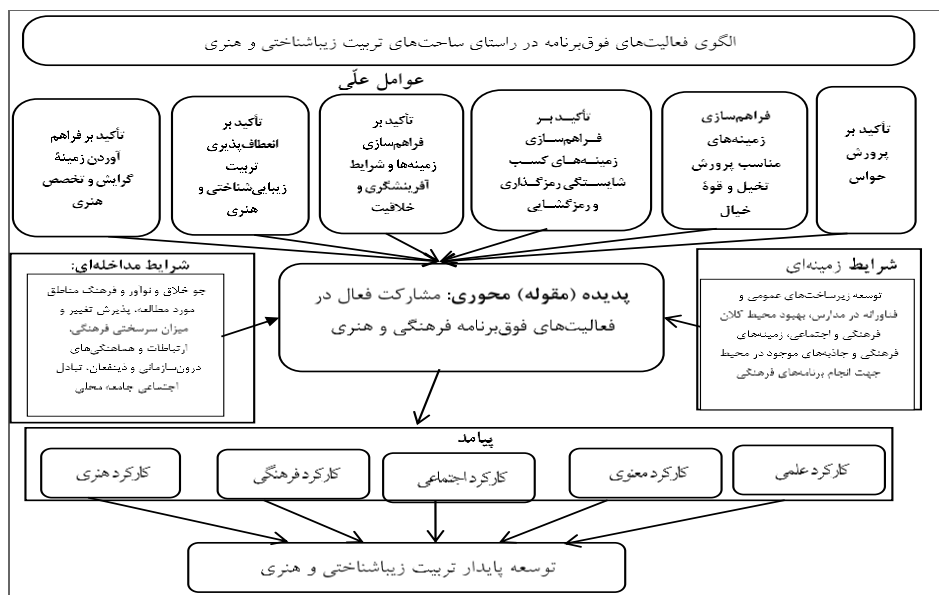 الگوی فعالیت‌های فوق‌برنامه در راستای ساحت‌های تربیت زیباشناختی و هنری
عوامل علّی
تأکید بر
پرورش
حواس
فراهم‌سازی
زمینه‌های
مناسب پرورش
تخیل و قوۀ
خیال
تأکید بر
فراهم‌سازی
زمینه‌های کسب
شایستگی رمزگذاری
و رمزگشایی
تأکید بر
فراهم‌سازی
زمینه‌ها و شرایط
آفرینشگری و
خلاقیت
تأکید بر
انعطاف‌پذیری
تربیت
زیبایی‌شناختی و
هنری
تأکید بر فراهم
آوردن زمینۀ
گرایش و تخصص
هنری
شرایط زمینه‌ای
توسعه زیرساخت‌های عمومی و
فناورانه در مدارس، بهبود محیط کلان
فرهنگی و اجتماعی، زمینه‌های
فرهنگی و جاذبه‌های موجود در محیط
جهت انجام برنامه‌های فرهنگی
پدیده (مقوله) محوری: مشارکت فعال در
فعالیت‌های فوق‌برنامه فرهنگی و هنری
شرایط مداخله‌ای:
جو خلاق و نوآور و فرهنگ مناطق
مورد مطالعه، پذیرش تغییر و
میزان سرسختی فرهنگی،
ارتباطات و هماهنگی‌های
درون‌سازمانی و ذینفعان، تبادل
اجتماعی جامعه محلی
پیامد
کارکرد علمی
کارکرد معنوی
کارکرد اجتماعی
کارکرد فرهنگی
کارکرد هنری
توسعه پایدار تربیت زیباشناختی و هنری